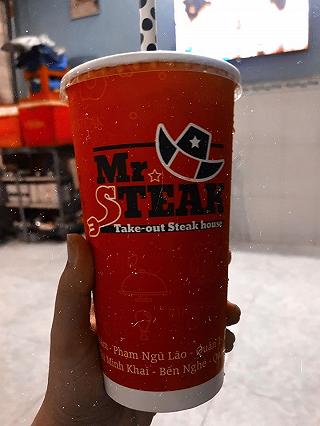 Mr.
STEAK
Take-out Steak house
Phạm Ngũ Lão - Quận
Minh Khai - Bến Nghé